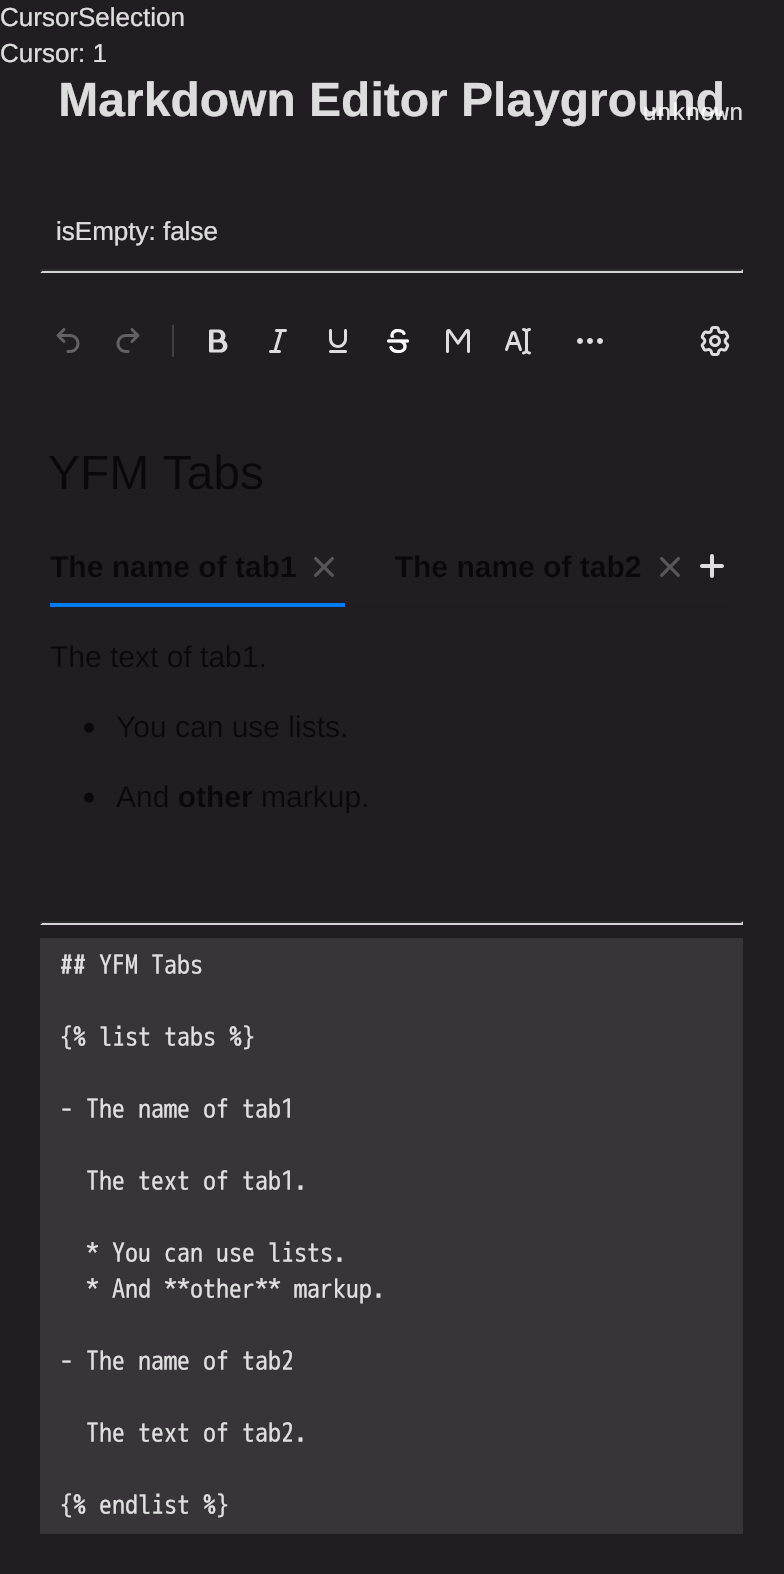 CursorSelection
Cursor: 1
Markdown Editor Playground
unknown
isEmpty: false
B I U S M AI
YFM Tabs
The name of tab1 The name of tab2
The text of tab1.
• You can use lists.
• And other markup.
## YFM Tabs
{% list tabs %}
- The name of tab1
The text of tab1.
* You can use lists.
* And **other** markup.
- The name of tab2
The text of tab2.
{% endlist %}